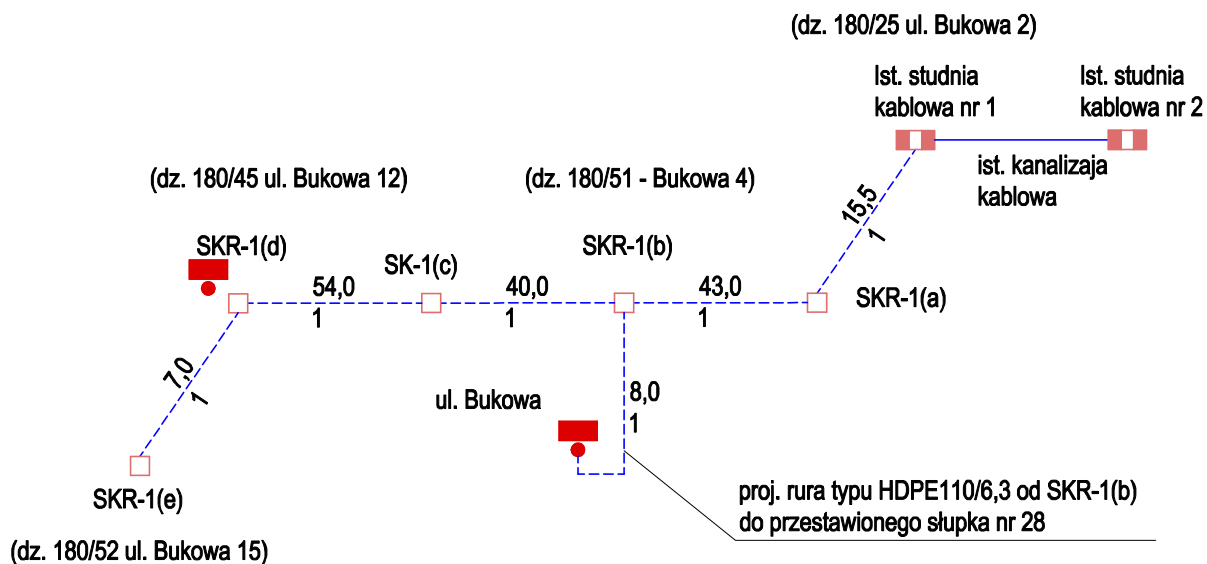 (dz. 180/25 ul. Bukowa 2)
Ist. studnia
kablowa nr 1
Ist. studnia
kablowa nr 2
ist. kanalizaja
kablowa
(dz. 180/45 ul. Bukowa 12)
(dz. 180/51 - Bukowa 4)
15,5
1
SKR-1(d)
SK-1(c)
SKR-1(b)
SKR-1(a)
54,0
1
40,0
1
43,0
1
7,0
1
ul. Bukowa
8,0
1
SKR-1(e)
(dz. 180/52 ul. Bukowa 15)
proj. rura typu HDPE110/6,3 od SKR-1(b)
do przestawionego słupka nr 28